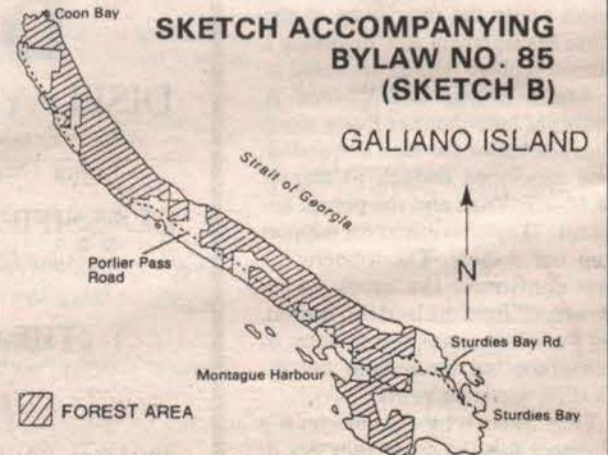 Coon Bay
SKETCH ACCOMPANYING
BYLAW NO. 85
(SKETCH B)
GALIANO ISLAND
Strait of Georgia
N
Porlier Pass
Road
Sturdies Bay Rd.
Montague Harbour
Sturdies Bay
FOREST AREA